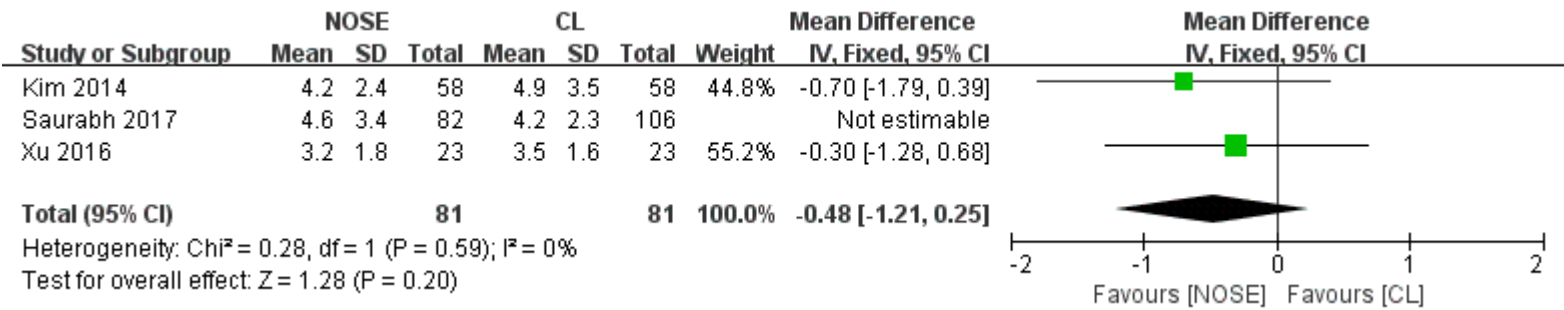 NOSE CL Mean Difference Mean Difference
Study or Subgroup Mean SD Total Mean SD Total Weight IV, Fixed, 95% CI IV, Fixed, 95% CI
Kim 2014 4.2 2.4 58 4.9 3.5 58 44.8% -0.70 [-1.79, 0.39]
Saurabh 2017 4.6 3.4 82 4.2 2.3 106 Not estimable
Xu 2016 3.2 1.8 23 3.5 1.6 23 55.2% -0.30 [-1.28, 0.68]
Total (95% CI) 81 81 100.0% -0.48 [-1.21, 0.25]
Heterogeneity: Chi² = 0.28, df = 1 (P = 0.59); I² = 0%
Test for overall effect: Z = 1.28 (P = 0.20)
-2 -1 0 1 2
Favours [NOSE] Favours [CL]